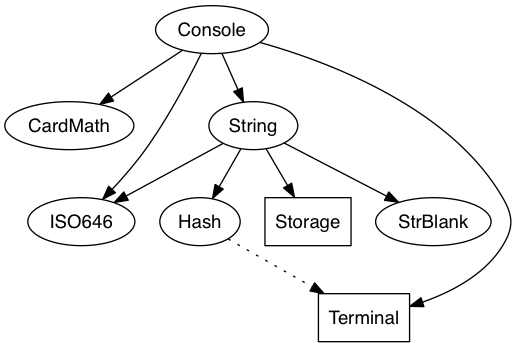 Console
CardMath
String
ISO646
Hash
Storage
StrBlank
Terminal